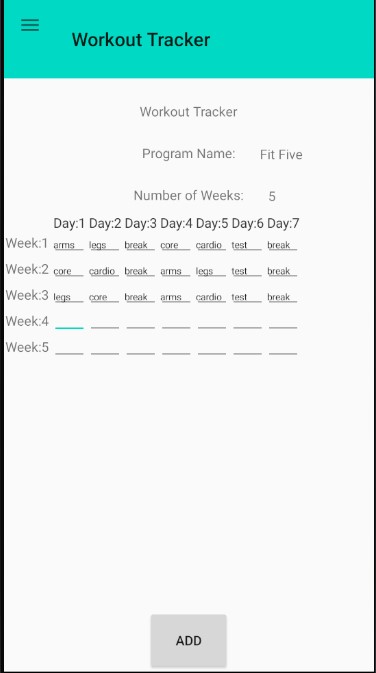 Workout Tracker
Workout Tracker
Program Name: Fit Five
Number of Weeks: 5
Day:1 Day:2 Day:3 Day:4 Day:5 Day:6 Day:7
Week:1 arms legs break core cardio test break
Week:2 core cardio break arms legs test break
Week:3 legs core break arms cardio test break
Week:4
Week:5
ADD